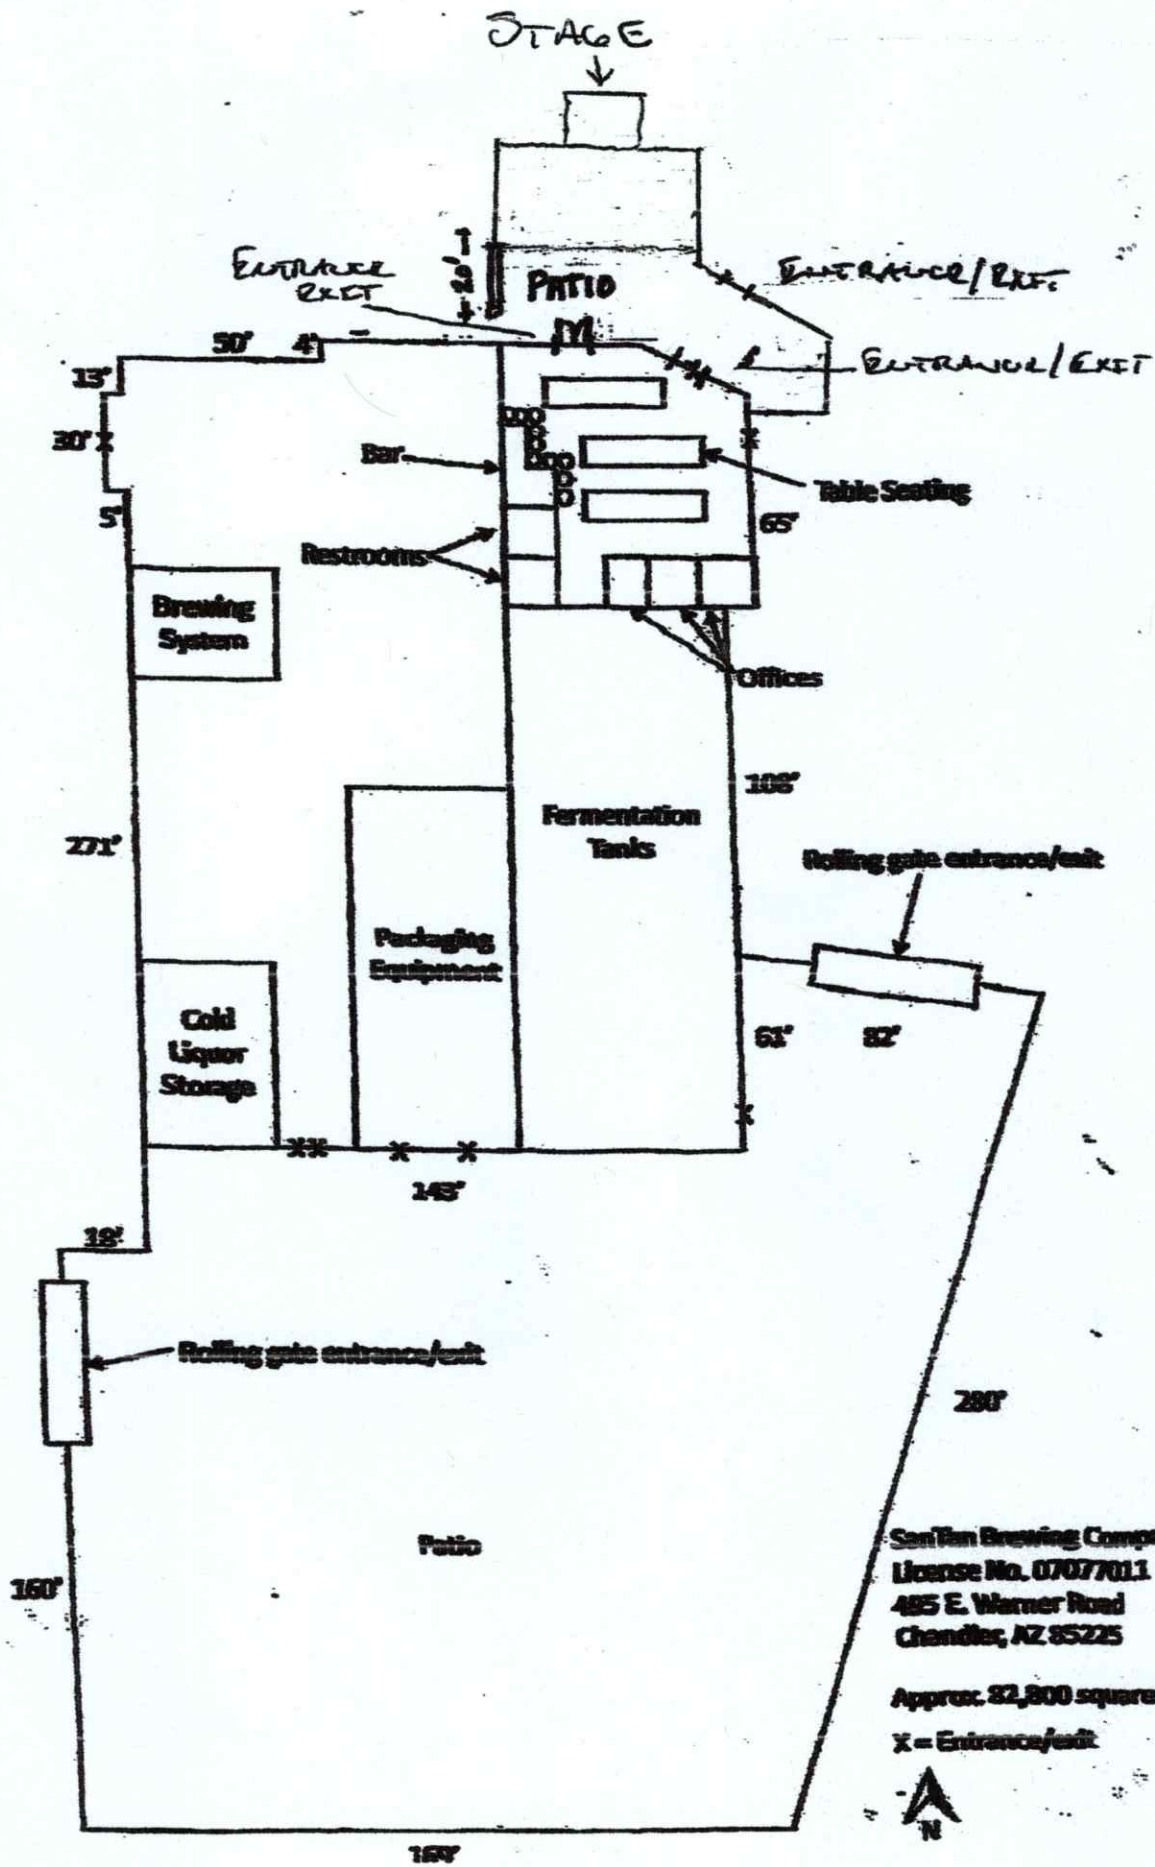 STAGE
ENTRANCE
EXIT
20'
PATIO
ENTRANCE/EXIT
50'
4'
ENTRANCE/EXIT
13'
30'
Bar
Table Seating
5'
65'
Restrooms
Brewing
System
Offices
108'
Fermentation
Tanks
271'
Rolling gate entrance/exit
Packaging
Equipment
Cold
Liquor
Storage
61'
82'
143'
18'
Rolling gate entrance/exit
280'
Patio
SanTan Brewing Comp
License No. 07077011
495 E. Warner Road
Chandler, AZ 85225
160'
Approx. 82,800 square
X = Entrance/exit
N